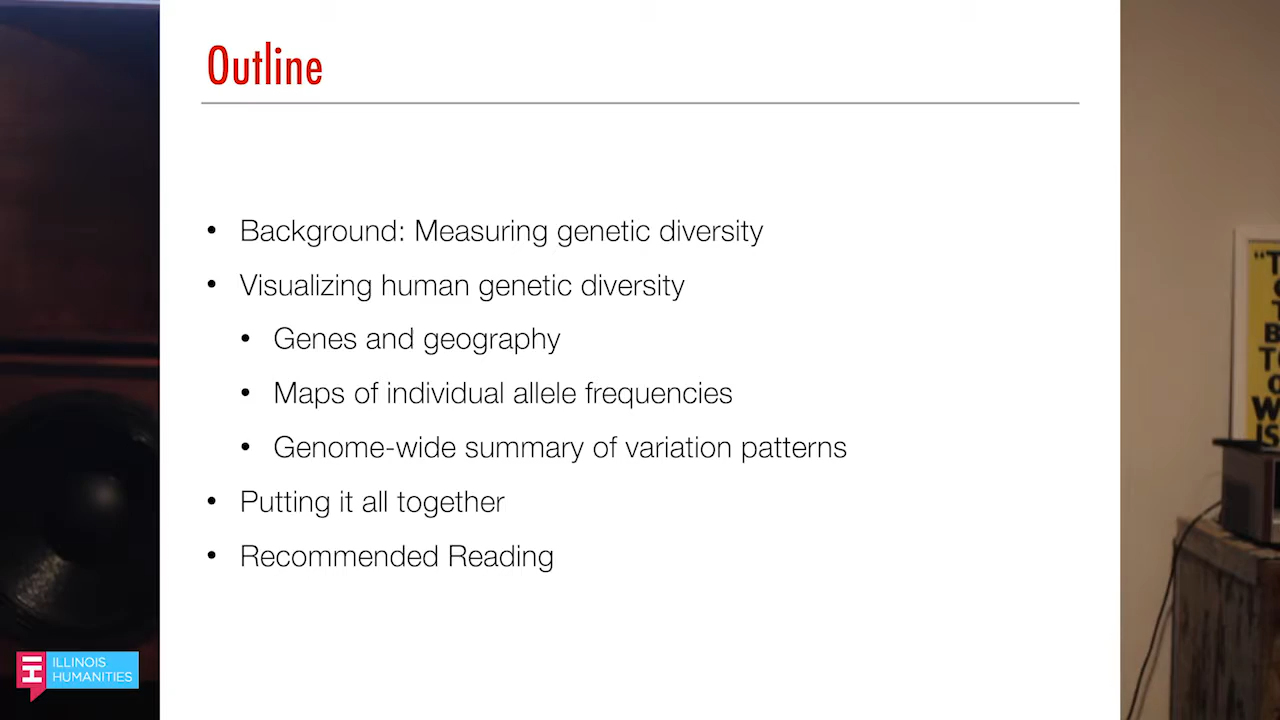 Outline
• Background: Measuring genetic diversity
• Visualizing human genetic diversity
• Genes and geography
• Maps of individual allele frequencies
• Genome-wide summary of variation patterns
• Putting it all together
• Recommended Reading
ILLINOIS
HUMANITIES